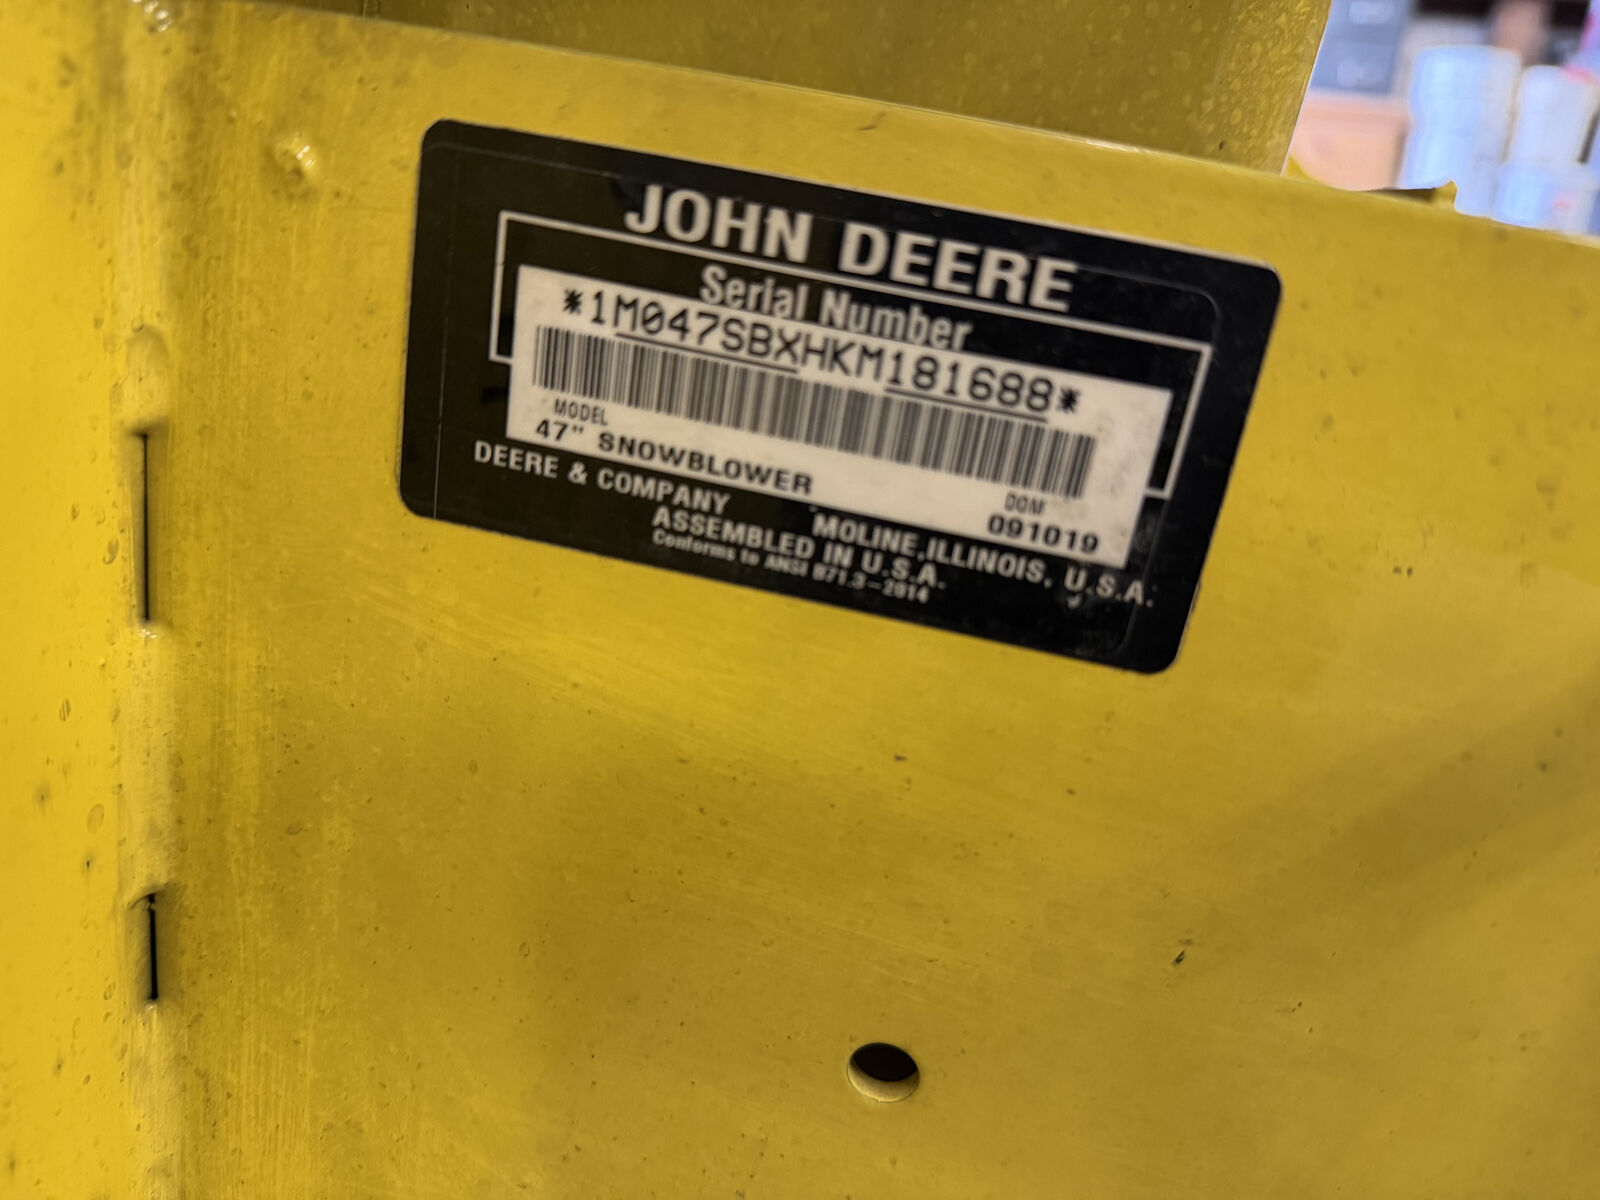 JOHN DEERE
Serial Number
*1M047SBXHKM181688*
MODEL
47" SNOWBLOWER
DOM
091019
DEERE & COMPANY MOLINE, ILLINOIS, U.S.A.
ASSEMBLED IN U.S.A.
Conforms to ANSI B71.3-2014